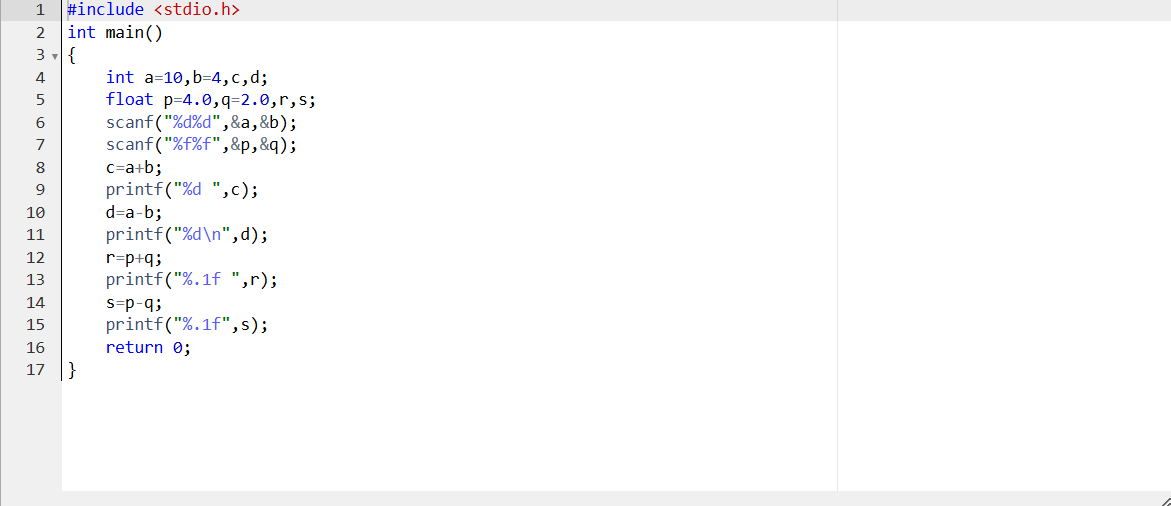 1 #include <stdio.h>
2 int main()
3 {
4     int a=10,b=4,c,d;
5     float p=4.0,q=2.0,r,s;
6     scanf("%d%d",&a,&b);
7     scanf("%f%f",&p,&q);
8     c=a+b;
9     printf("%d ",c);
10     d=a-b;
11     printf("%d\n",d);
12     r=p+q;
13     printf("%.1f ",r);
14     s=p-q;
15     printf("%.1f",s);
16     return 0;
17 }